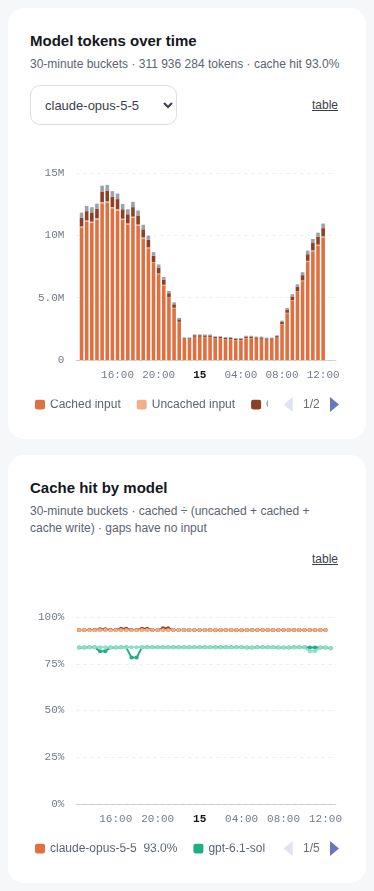 Model tokens over time
30-minute buckets · 311 936 284 tokens · cache hit 93.0%
claude-opus-5-5
table
15M
10M
5.0M
0
16:00 20:00 15 04:00 08:00 12:00
Cached input Uncached input 1/2
Cache hit by model
30-minute buckets · cached ÷ (uncached + cached +
cache write) · gaps have no input
table
100%
75%
50%
25%
0%
16:00 20:00 15 04:00 08:00 12:00
claude-opus-5-5 93.0% gpt-6.1-sol 1/5